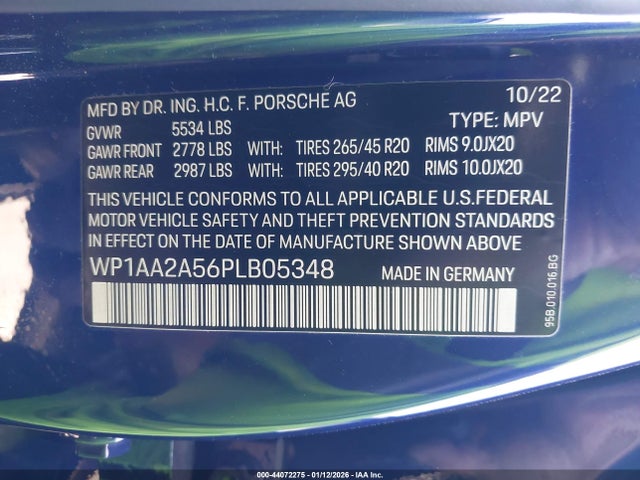 MFD BY DR. ING. H.C. F. PORSCHE AG 10/22
GVWR 5534 LBS TYPE: MPV
GAWR FRONT 2778 LBS WITH: TIRES 265/45 R20 RIMS 9.0JX20
GAWR REAR 2987 LBS WITH: TIRES 295/40 R20 RIMS 10.0JX20
THIS VEHICLE CONFORMS TO ALL APPLICABLE U.S.FEDERAL
MOTOR VEHICLE SAFETY AND THEFT PREVENTION STANDARDS
IN EFFECT ON THE DATE OF MANUFACTURE SHOWN ABOVE
WP1AA2A56PLB05348 MADE IN GERMANY
95B.010.016.BG
000-44072275 - 01/12/2026 - IAA Inc.